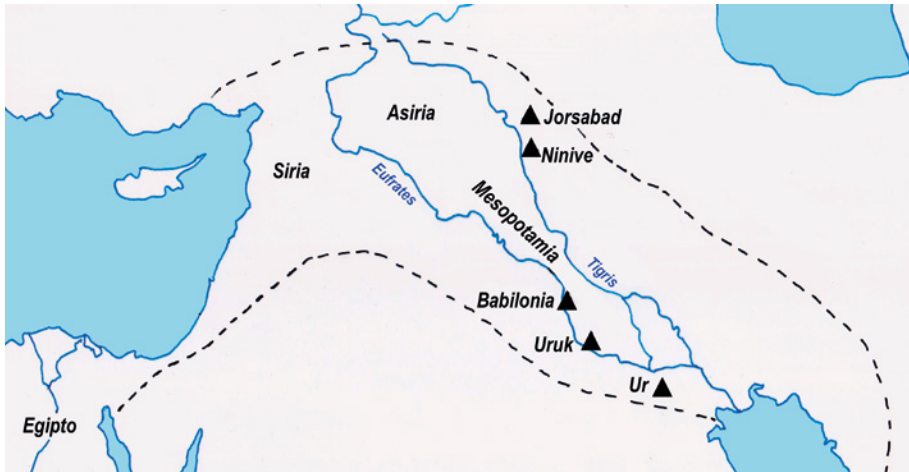 Jorsabad
Asiria
Ninive
Siria
Eufrates
Mesopotamia
Tigris
Babilonia
Uruk
Ur
Egipto